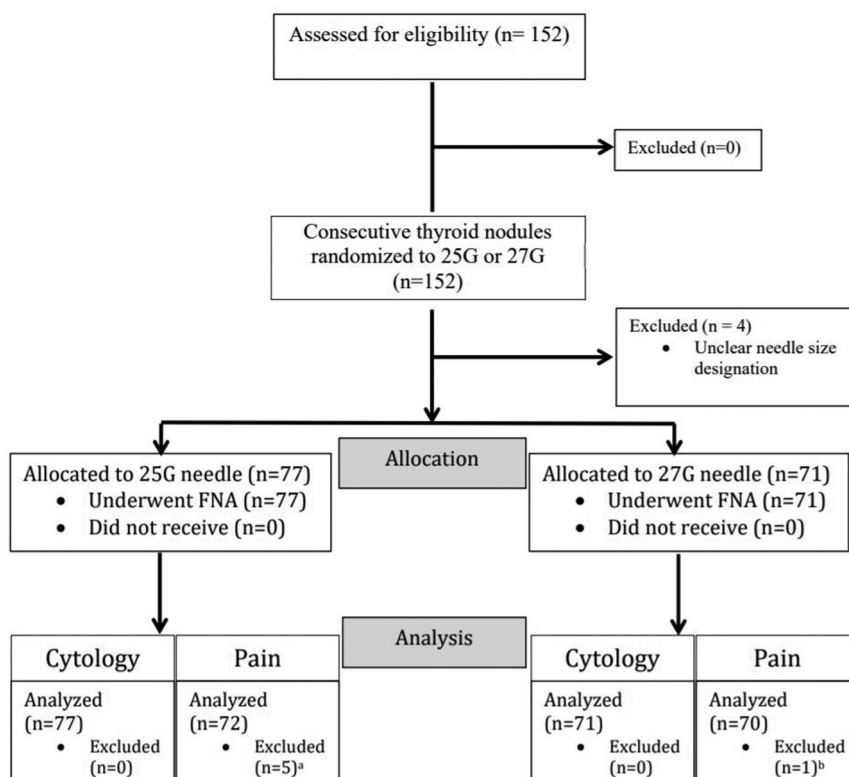 Assessed for eligibility (n= 152)
Excluded (n=0)
Consecutive thyroid nodules
randomized to 25G or 27G
(n=152)
Excluded (n = 4)
• Unclear needle size
designation
Allocation
Allocated to 25G needle (n=77)
• Underwent FNA (n=77)
• Did not receive (n=0)
Allocated to 27G needle (n=71)
• Underwent FNA (n=71)
• Did not receive (n=0)
Analysis
Cytology
Analyzed
(n=77)
• Excluded
(n=0)
Pain
Analyzed
(n=72)
• Excluded
(n=5)ᵃ
Cytology
Analyzed
(n=71)
• Excluded
(n=0)
Pain
Analyzed
(n=70)
• Excluded
(n=1)ᵇ